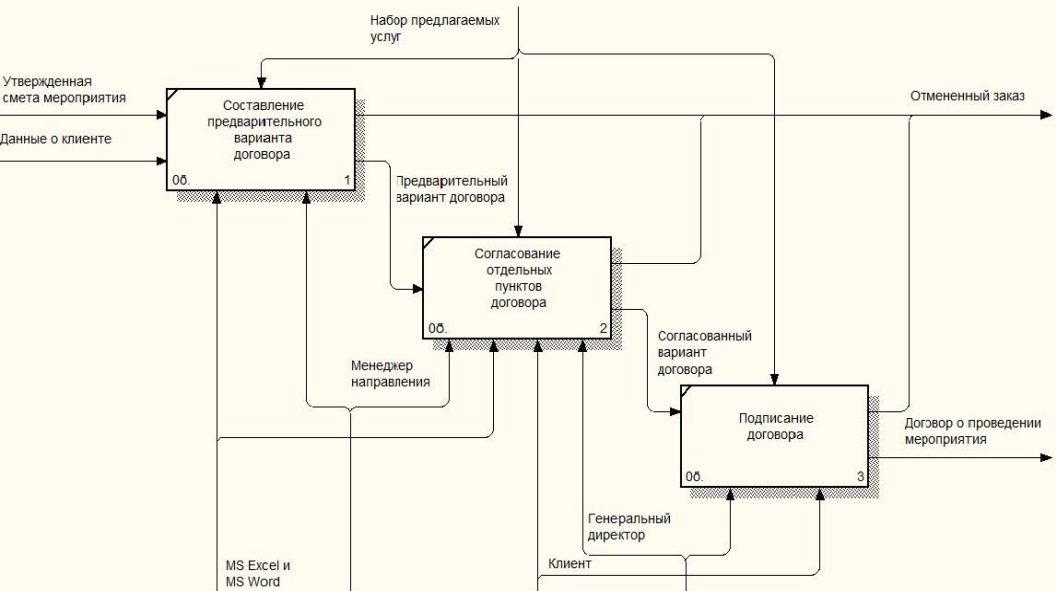 Набор предлагаемых
услуг
Утвержденная
смета мероприятия
Данные о клиенте
Составление
предварительного
варианта
договора
0б.
1
Отмененный заказ
Предварительный
вариант договора
Согласование
отдельных
пунктов
договора
0б.
2
Менеджер
направления
Согласованный
вариант
договора
Подписание
договора
0б.
3
Договор о проведении
мероприятия
Генеральный
директор
Клиент
MS Excel и
MS Word